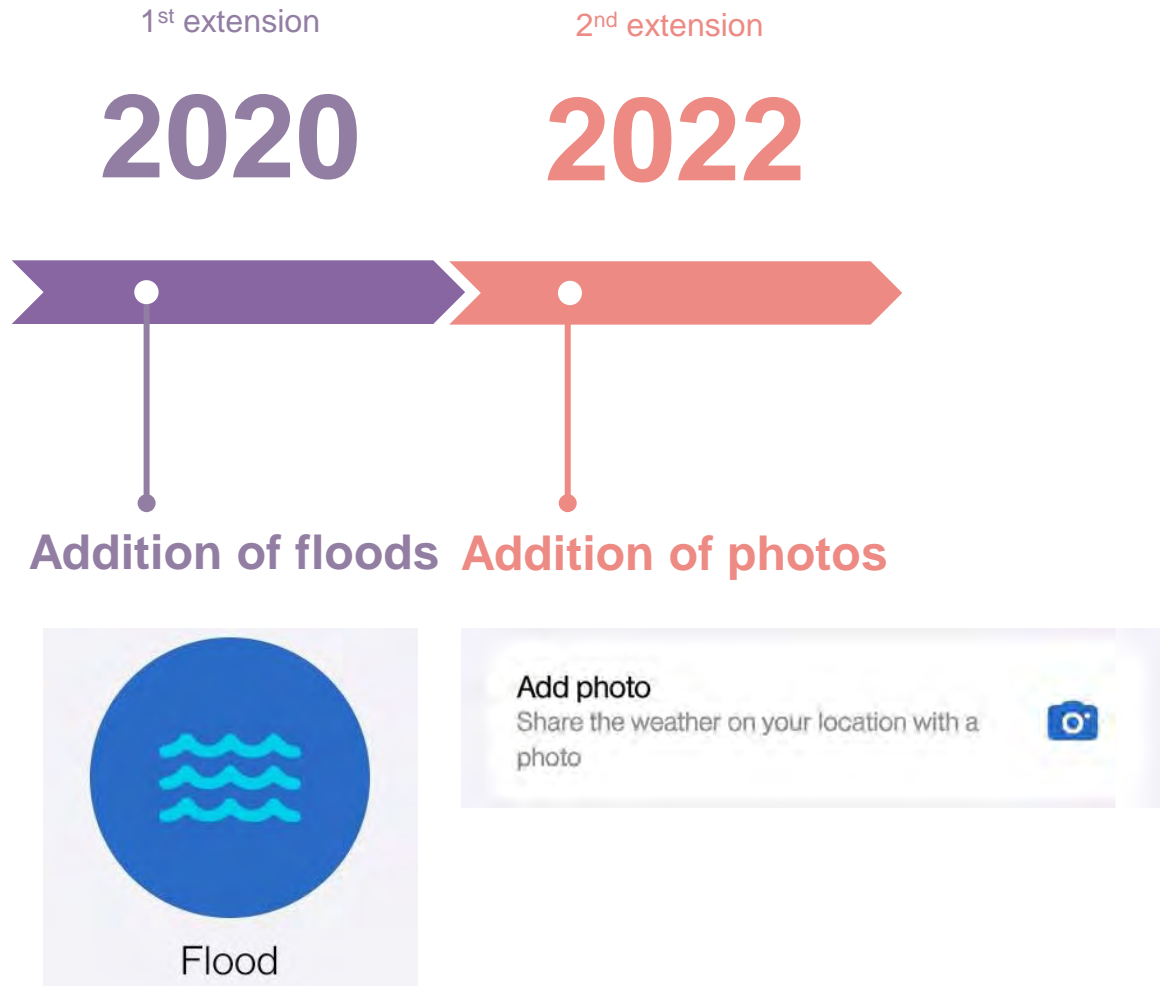 1st extension
2nd extension
2020
2022
Addition of floods
Addition of photos
Add photo
Share the weather on your location with a
photo
Flood